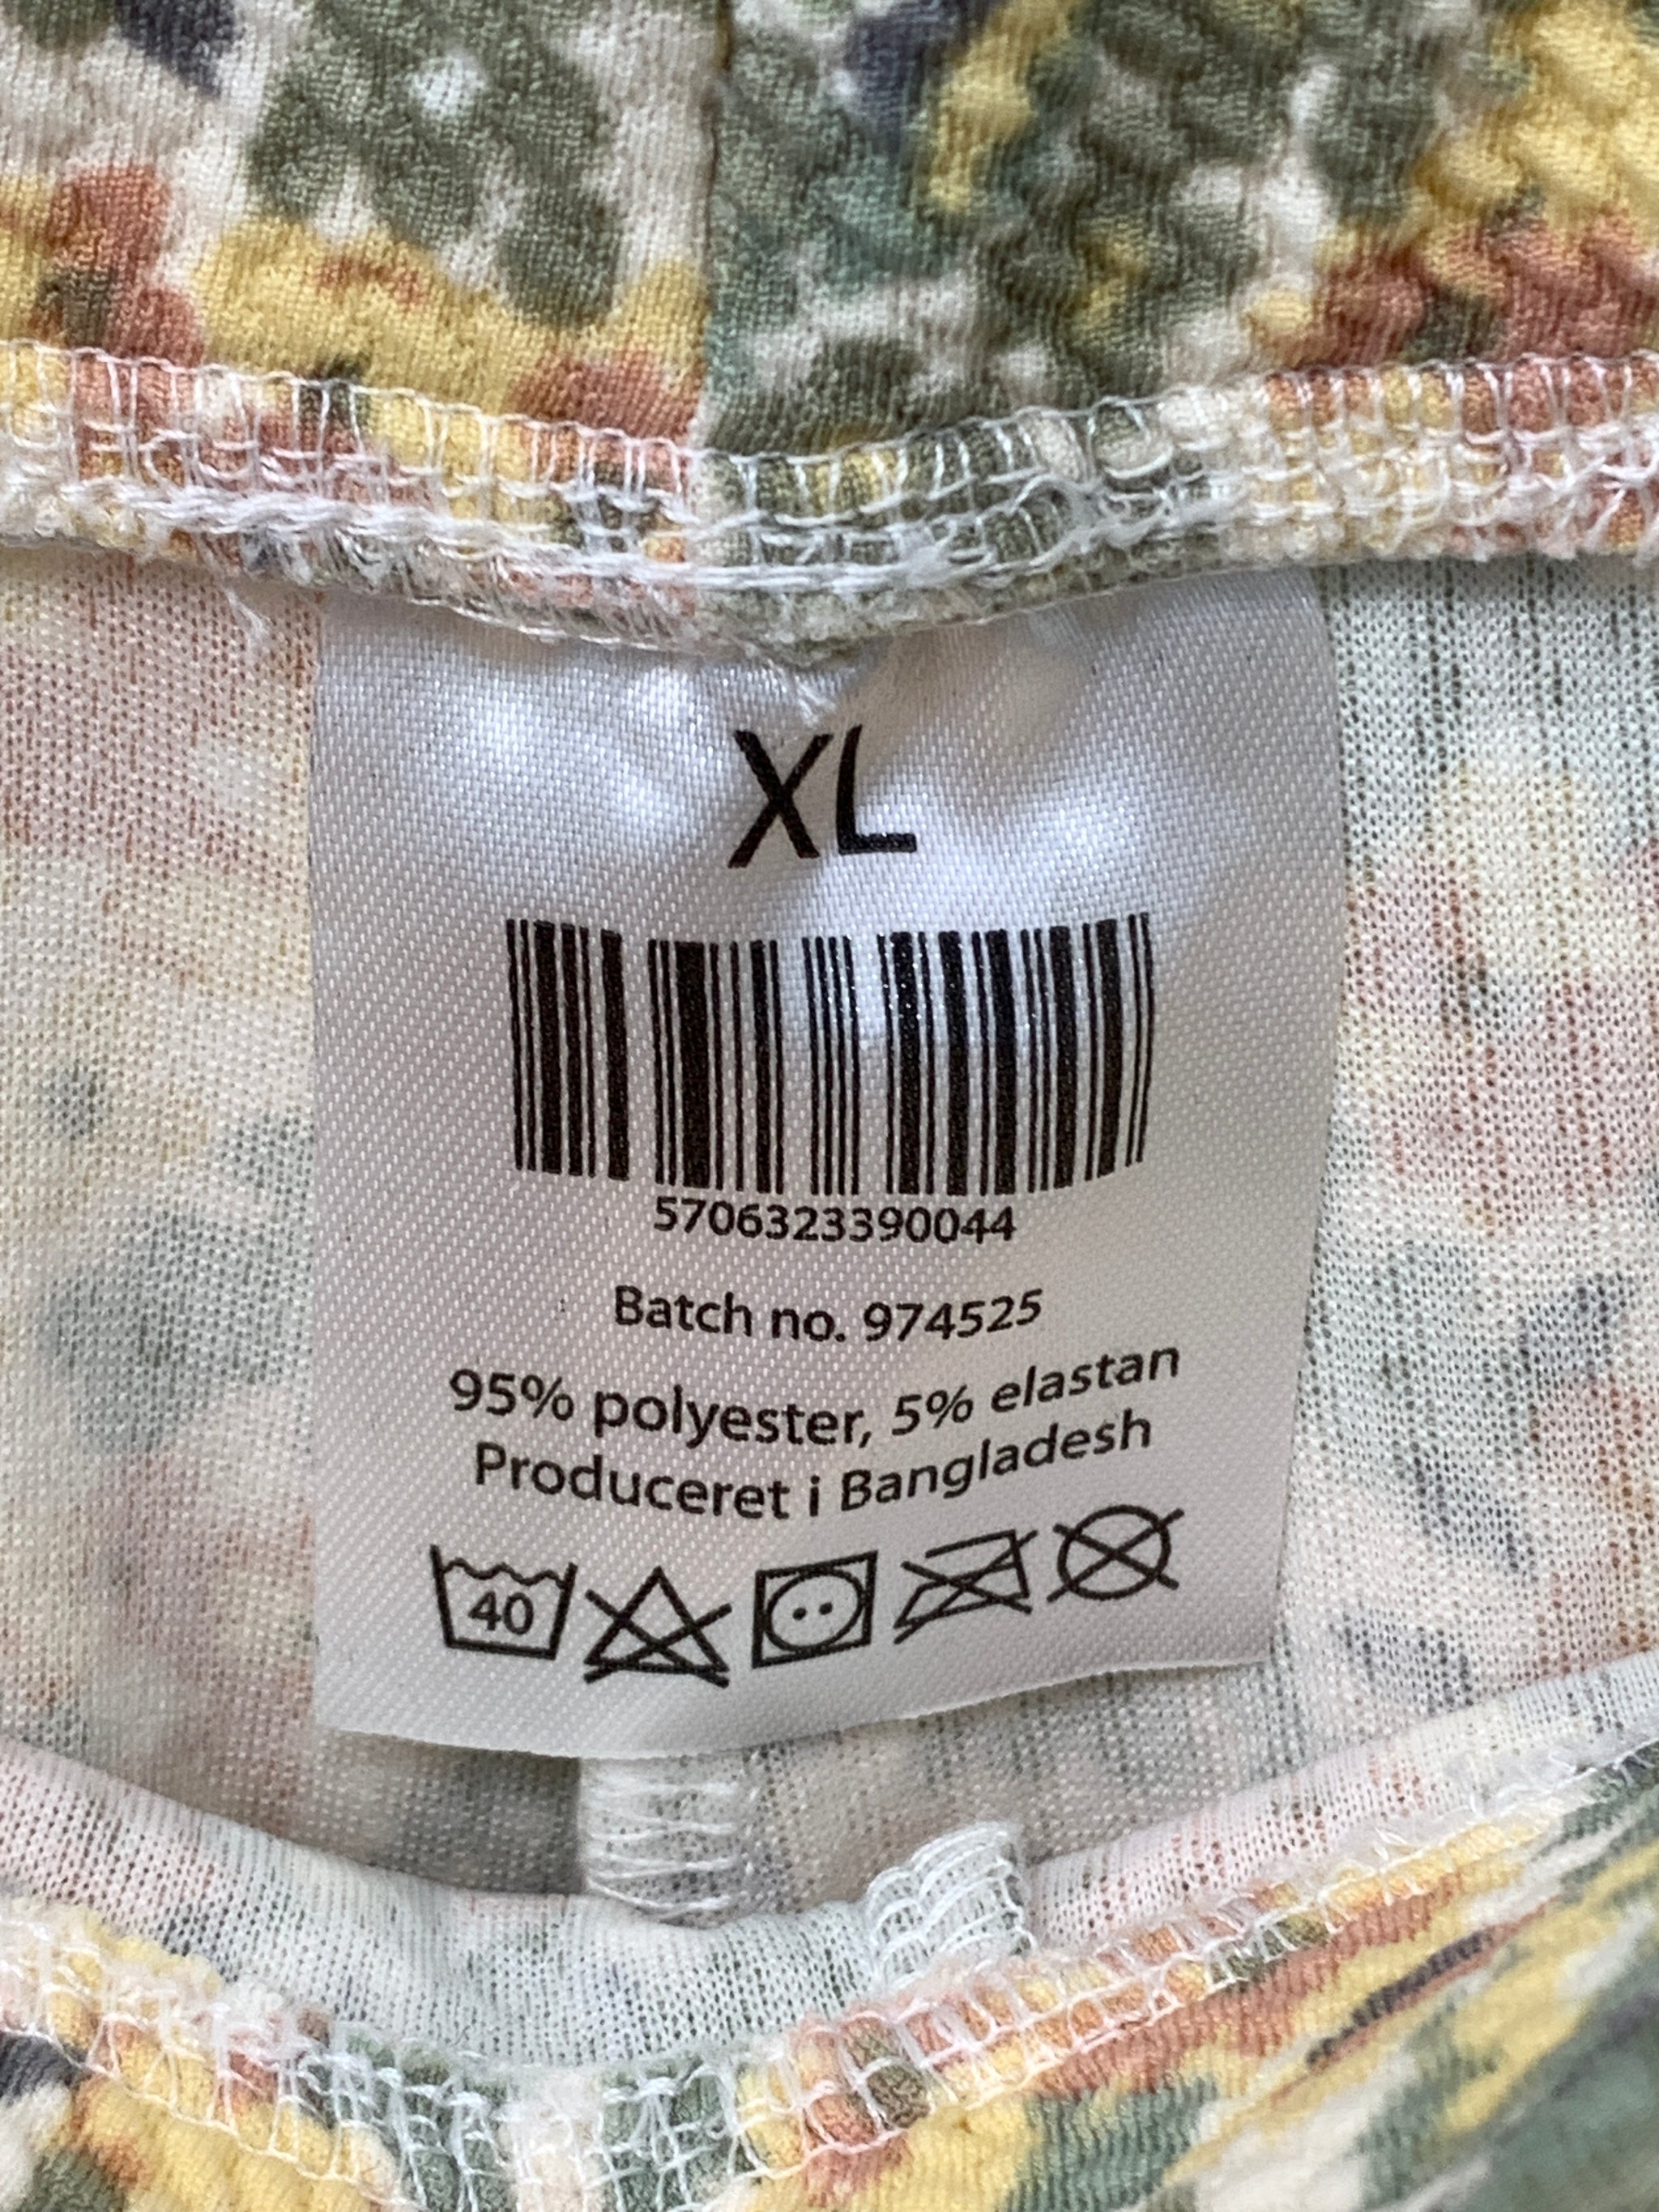 XL
5706323390044
Batch no. 974525
95% polyester, 5% elastan
Produceret i Bangladesh
40